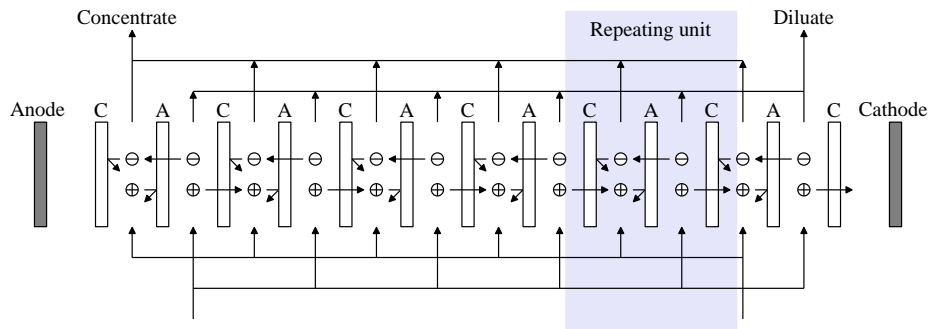 Concentrate Diluate
Repeating unit
Anode C A C A C A C A C A C A C Cathode